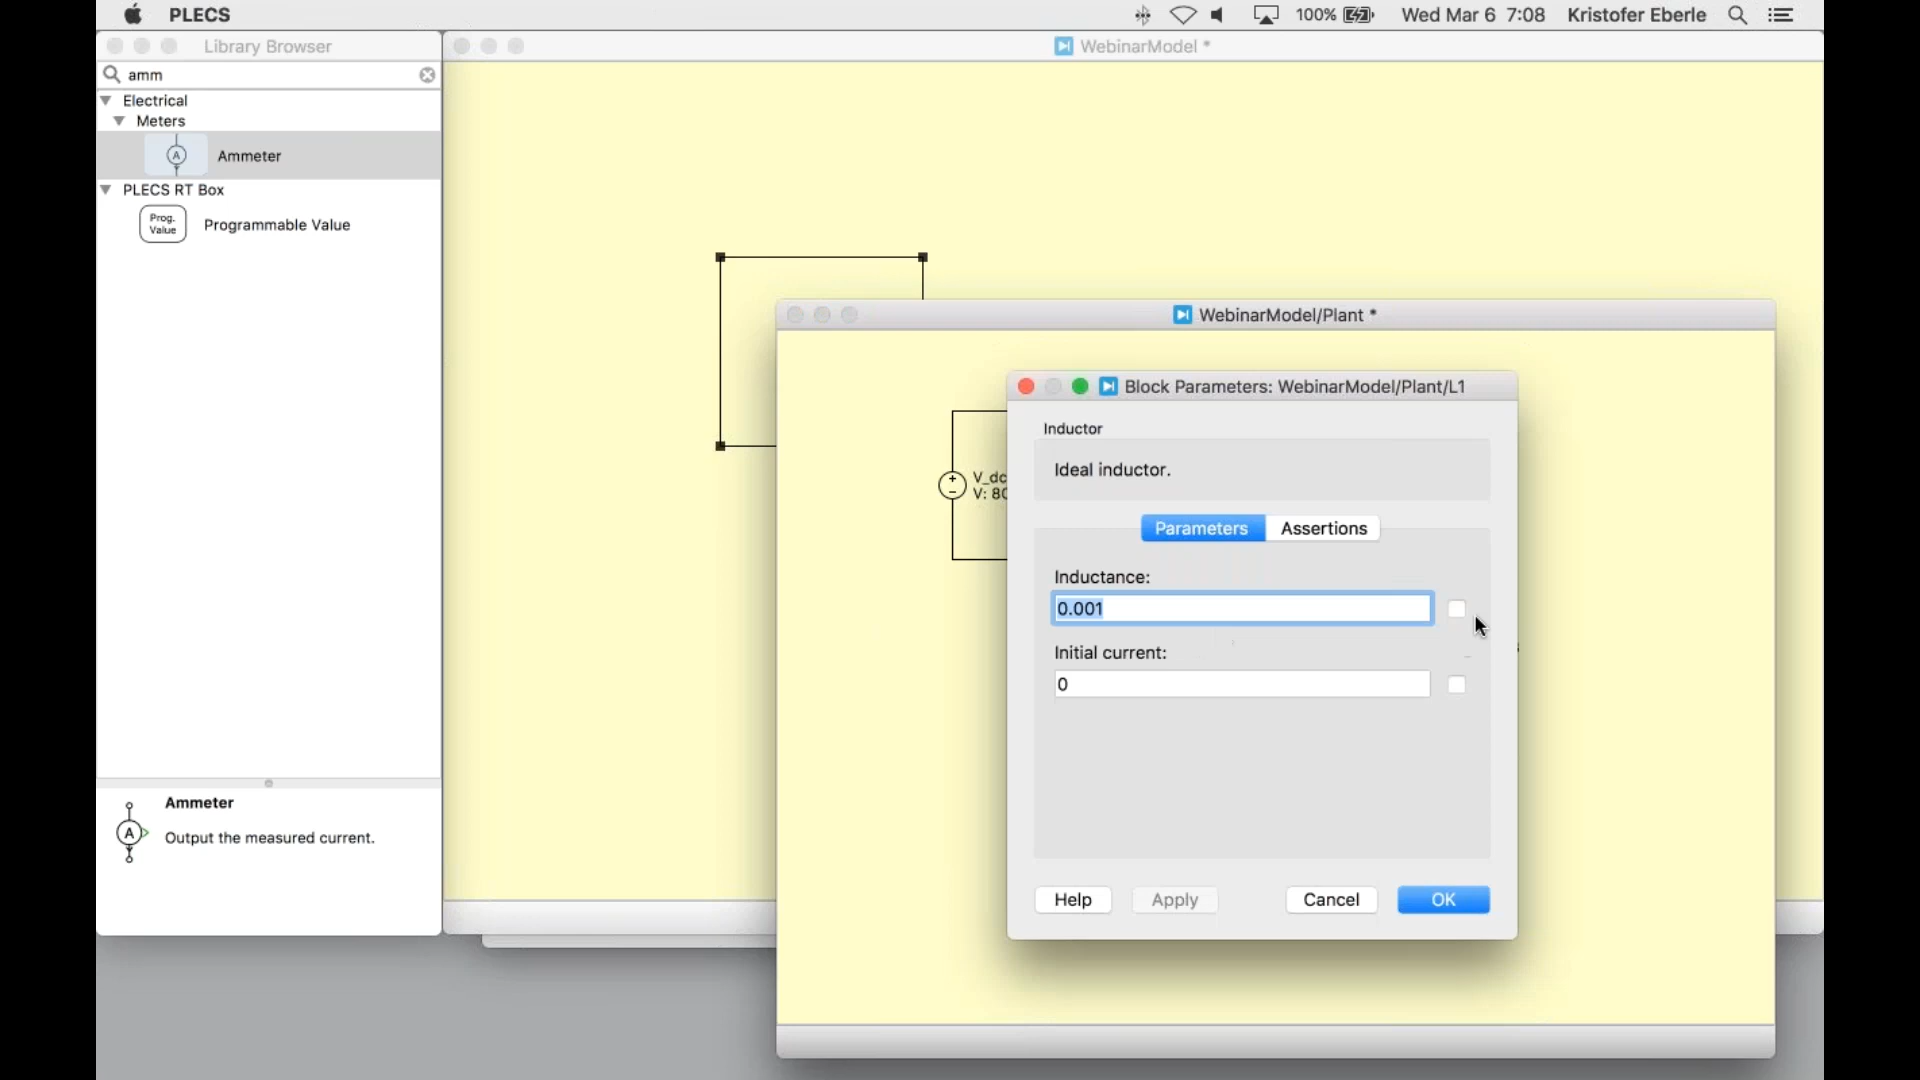 PLECS
100%
Wed Mar 6 7:08
Kristofer Eberle
Library Browser
WebinarModel *
amm
Electrical
Meters
A
Ammeter
PLECS RT Box
Prog.
Value
Programmable Value
WebinarModel/Plant *
Block Parameters: WebinarModel/Plant/L1
Inductor
Ideal inductor.
V_dc
V: 80
Parameters
Assertions
Inductance:
0.001
Initial current:
0
Help
Apply
Cancel
OK
Ammeter
A
Output the measured current.